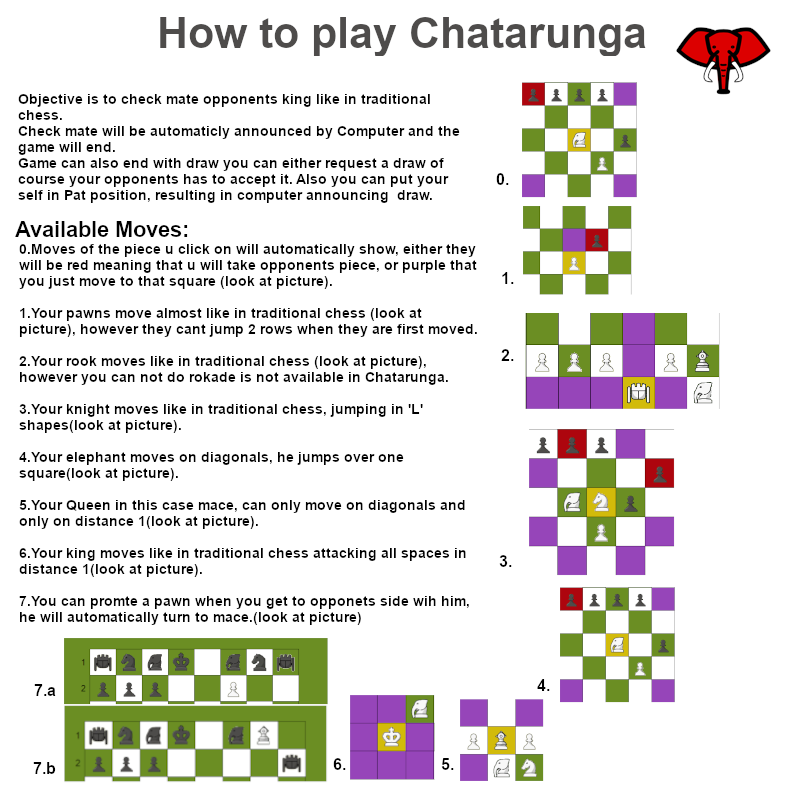 How to play Chatarunga
Objective is to check mate opponents king like in traditional
chess.
Check mate will be automaticly announced by Computer and the
game will end.
Game can also end with draw you can either request a draw of
course your opponents has to accept it. Also you can put your
self in Pat position, resulting in computer announcing  draw.
Available Moves:
0.Moves of the piece u click on will automatically show, either they
will be red meaning that u will take opponents piece, or purple that
you just move to that square (look at picture).
1.Your pawns move almost like in traditional chess (look at
picture), however they cant jump 2 rows when they are first moved.
2.Your rook moves like in traditional chess (look at picture),
however you can not do rokade is not available in Chatarunga.
3.Your knight moves like in traditional chess, jumping in 'L'
shapes(look at picture).
4.Your elephant moves on diagonals, he jumps over one
square(look at picture).
5.Your Queen in this case mace, can only move on diagonals and
only on distance 1(look at picture).
6.Your king moves like in traditional chess attacking all spaces in
distance 1(look at picture).
7.You can promte a pawn when you get to opponets side wih him,
he will automatically turn to mace.(look at picture)
0.
1.
2.
3.
4.
7.a
1
2
7.b
1
2
6.
5.